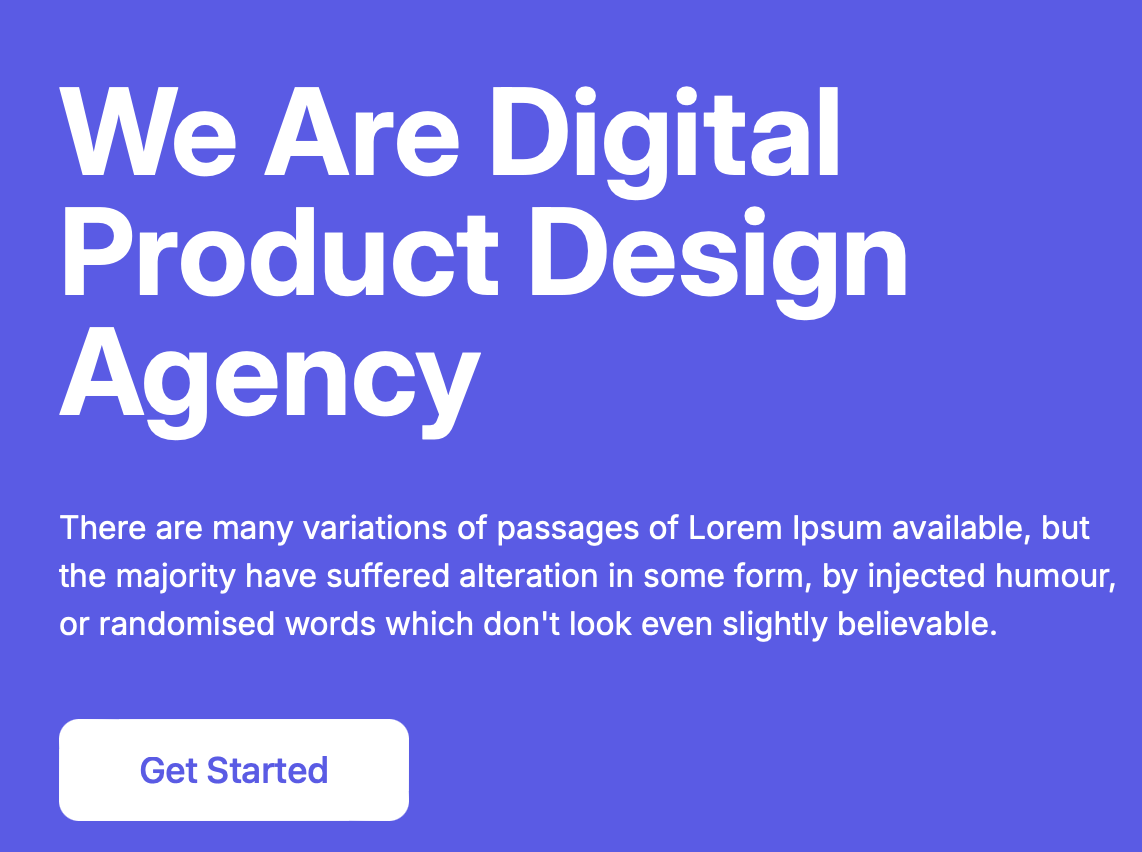 We Are Digital
Product Design
Agency
There are many variations of passages of Lorem Ipsum available, but
the majority have suffered alteration in some form, by injected humour,
or randomised words which don't look even slightly believable.
Get Started